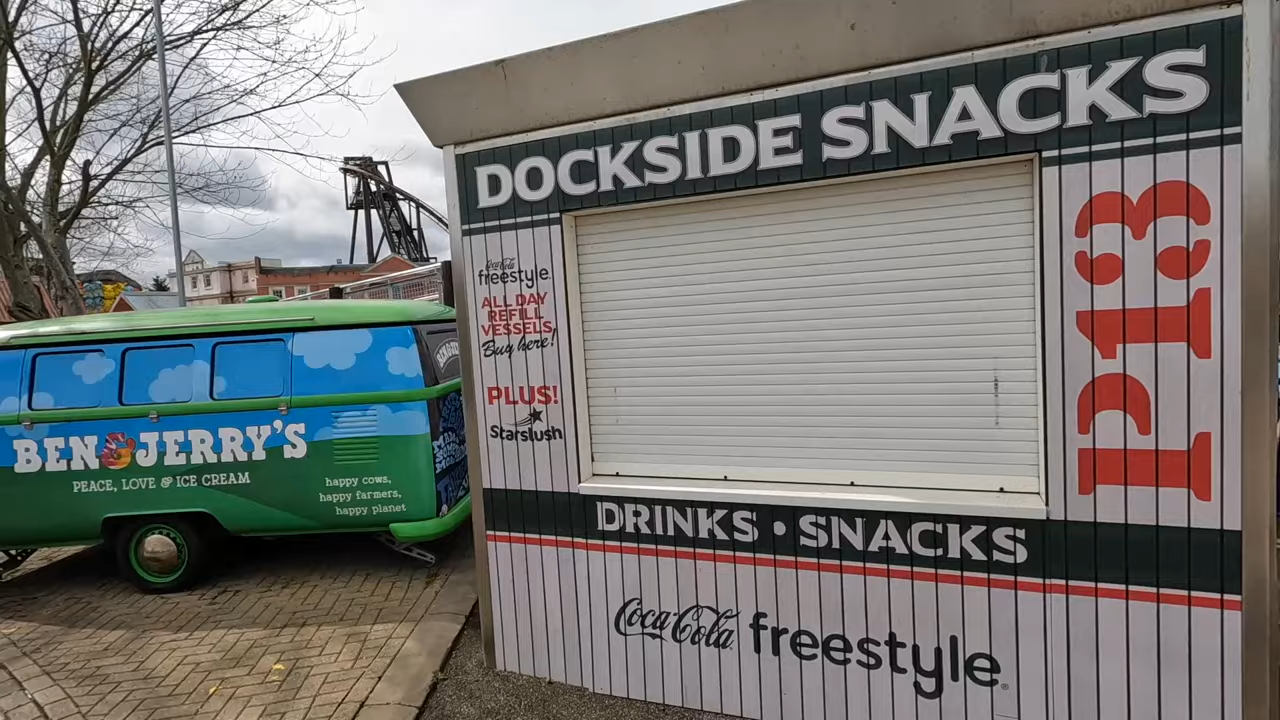 DOCKSIDE SNACKS
Coca-Cola
freestyle
ALL DAY
REFILL
VESSELS,
Buy here!
PLUS!
Starslush
P13
DRINKS • SNACKS
Coca-Cola freestyle
BEN & JERRY'S
PEACE, LOVE & ICE CREAM
happy cows,
happy farmers,
happy planet